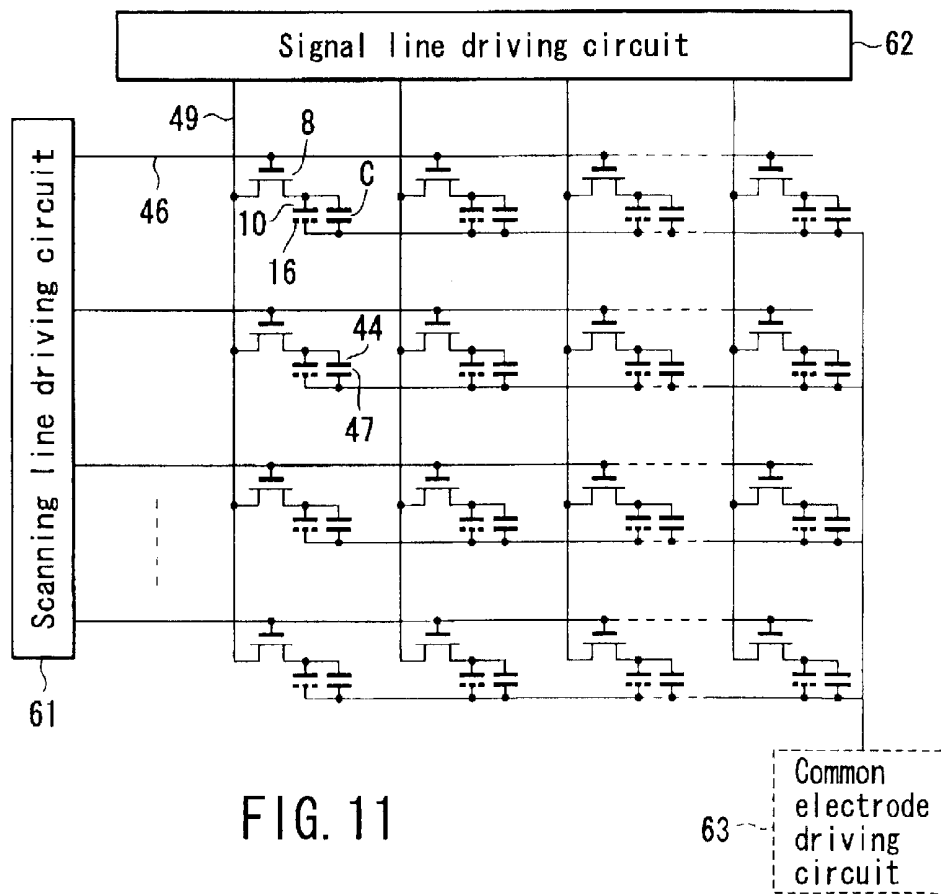 Signal line driving circuit
62
49
8
Scanning line driving circuit
46
C
10
16
44
47
61
FIG. 11
63
Common
electrode
driving
circuit